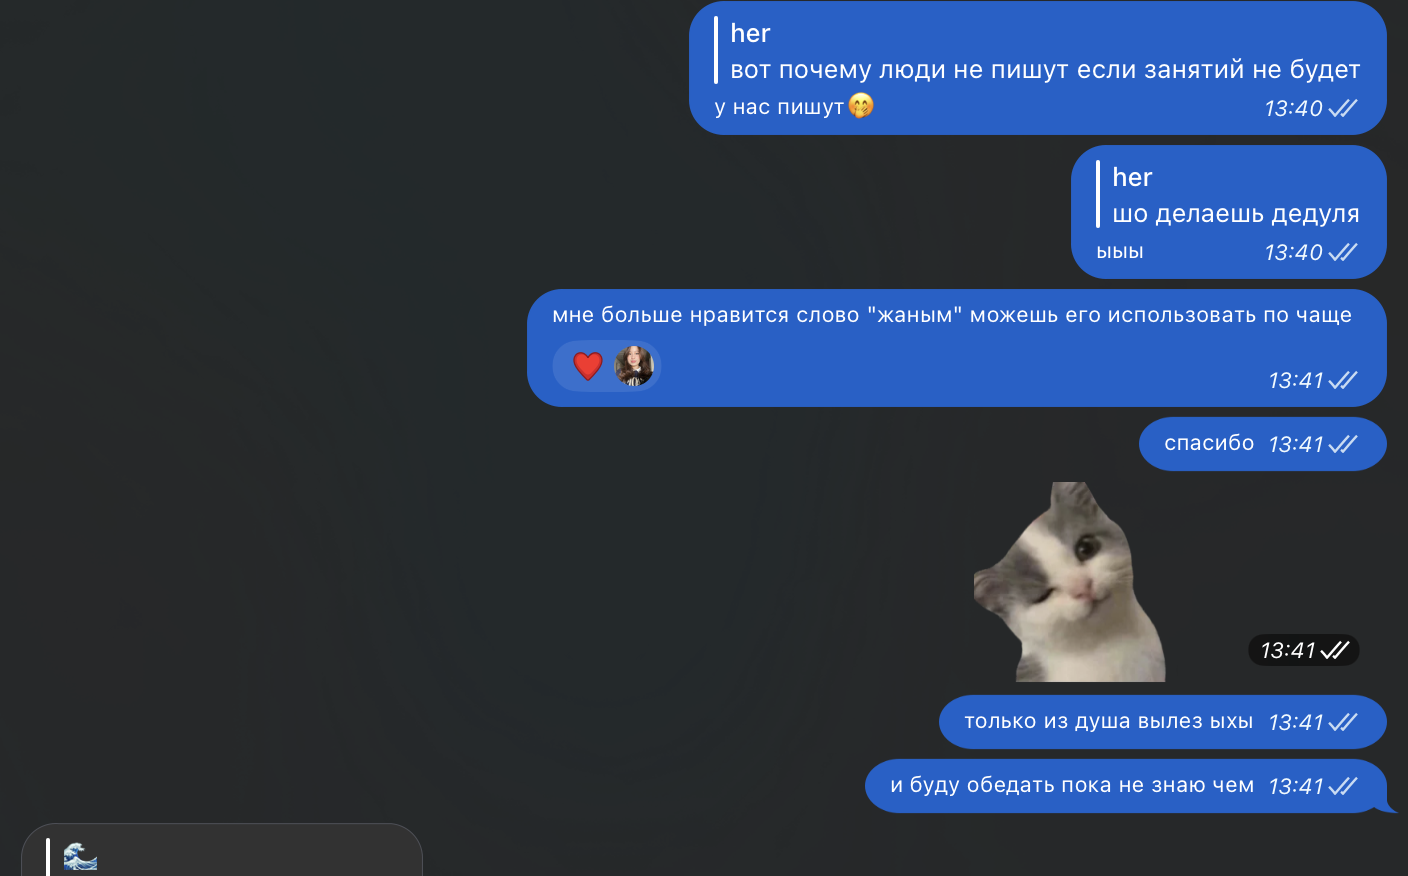 her
вот почему люди не пишут если занятий не будет
у нас пишут🤭 13:40
her
шо делаешь дедуля
ыыы 13:40
мне больше нравится слово "жаным" можешь его использовать по чаще
13:41
спасибо 13:41
13:41
только из душа вылез ыхы 13:41
и буду обедать пока не знаю чем 13:41
🌊